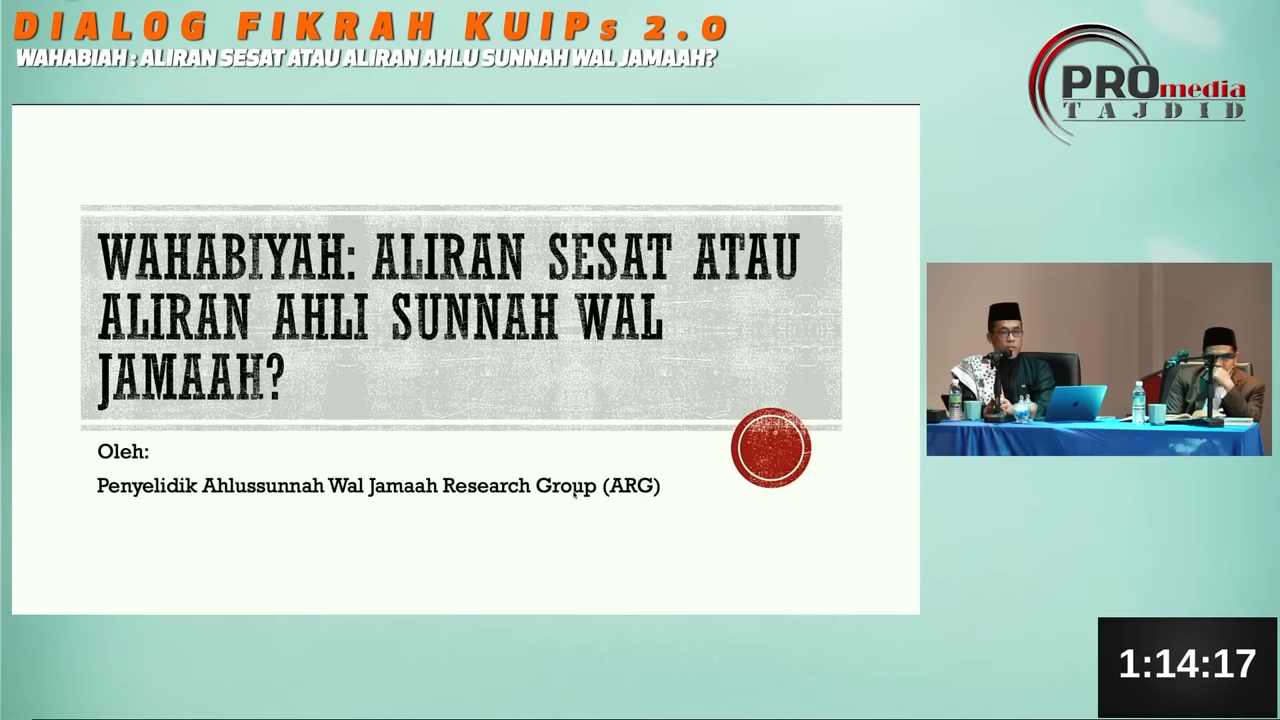 DIALOG FIKRAH KUIPs 2.0
WAHABIAH : ALIRAN SESAT ATAU ALIRAN AHLU SUNNAH WAL JAMAAH?
PROmedia
TAJDID
WAHABIYAH: ALIRAN SESAT ATAU
ALIRAN AHLI SUNNAH WAL
JAMAAH?
Oleh:
Penyelidik Ahlussunnah Wal Jamaah Research Group (ARG)
1:14:17